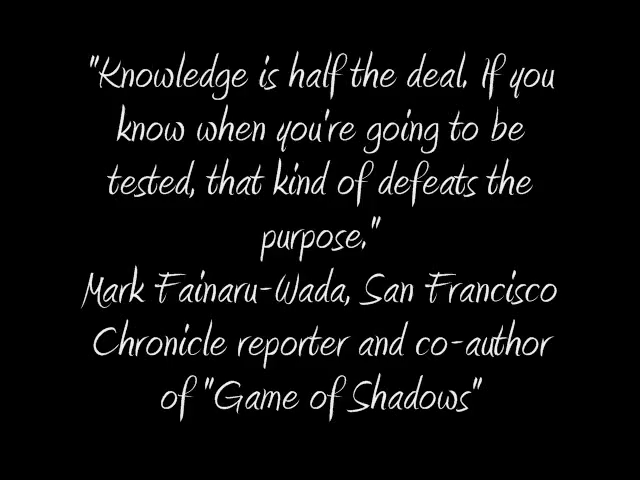 "Knowledge is half the deal. If you
know when you're going to be
tested, that kind of defeats the
purpose."
Mark Fainaru-Wada, San Francisco
Chronicle reporter and co-author
of "Game of Shadows"